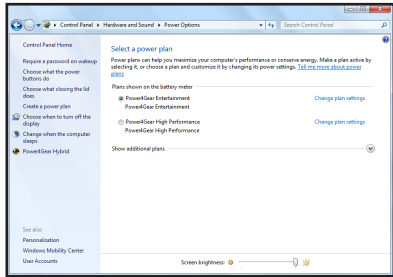 Control Panel
Hardware and Sound
Power Options
Search Control Panel
Control Panel Home
Require a password on wakeup
Choose what the power
buttons do
Choose what closing the lid
does
Create a power plan
Choose when to turn off the
display
Change when the computer
sleeps
Power4Gear Hybrid
See also
Personalization
Windows Mobility Center
User Accounts
Select a power plan
Power plans can help you maximize your computer's performance or conserve energy. Make a plan active by
selecting it, or choose a plan and customize it by changing its power settings. Tell me more about power
plans
Plans shown on the battery meter
Power4Gear Entertainment Change plan settings
Power4Gear Entertainment
Power4Gear High Performance Change plan settings
Power4Gear High Performance
Show additional plans
Screen brightness: